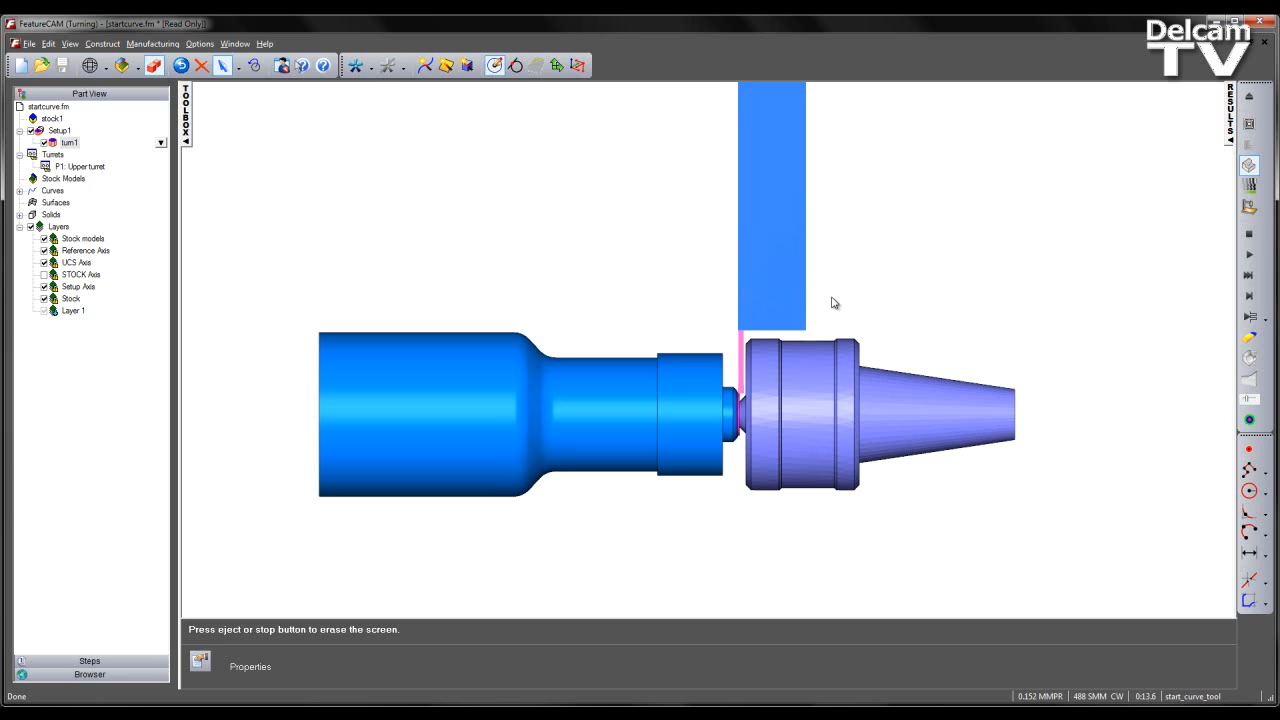 FeatureCAM (Turning) - [startcurve.fm * [Read Only]]
Delcam
TV
File Edit View Construct Manufacturing Options Window Help
Part View
startcurve.fm
stock1
Setup1
turn1
Turrets
P1: Upper turret
Stock Models
Curves
Surfaces
Solids
Layers
Stock models
Reference Axis
UCS Axis
STOCK Axis
Setup Axis
Stock
Layer 1
TOOLBOX
RESULTS
Press eject or stop button to erase the screen.
Properties
Steps
Browser
Done
0.152 MMPR 488 SMM CW 0:13.6 start_curve_tool